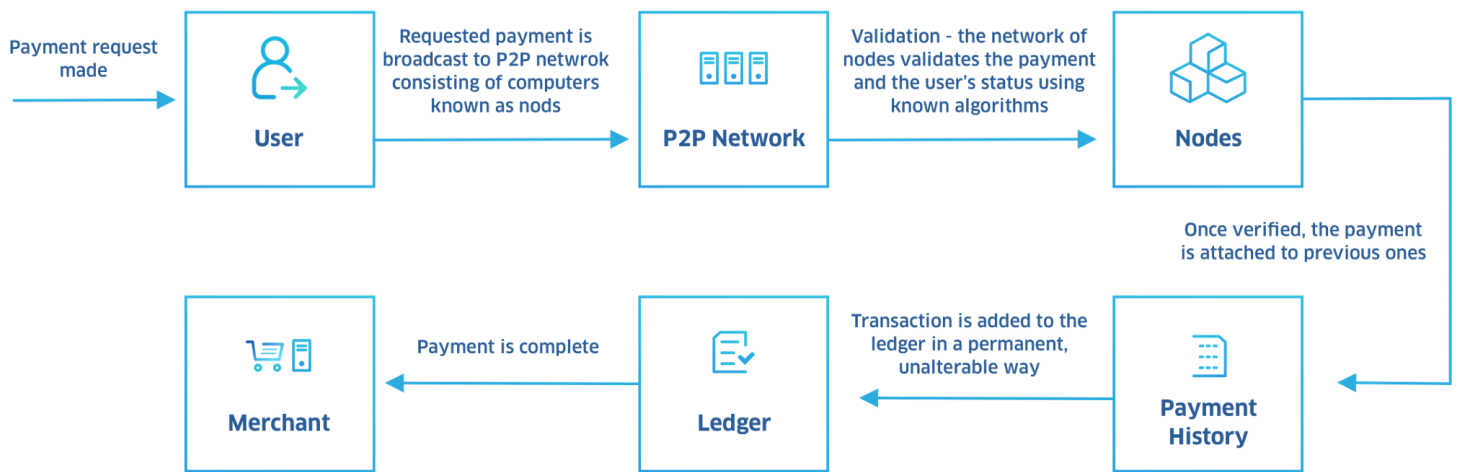 Payment request
made
User
Requested payment is
broadcast to P2P netwrok
consisting of computers
known as nods
P2P Network
Validation - the network of
nodes validates the payment
and the user's status using
known algorithms
Nodes
Once verified, the payment
is attached to previous ones
Payment
History
Transaction is added to the
ledger in a permanent,
unalterable way
Ledger
Payment is complete
Merchant